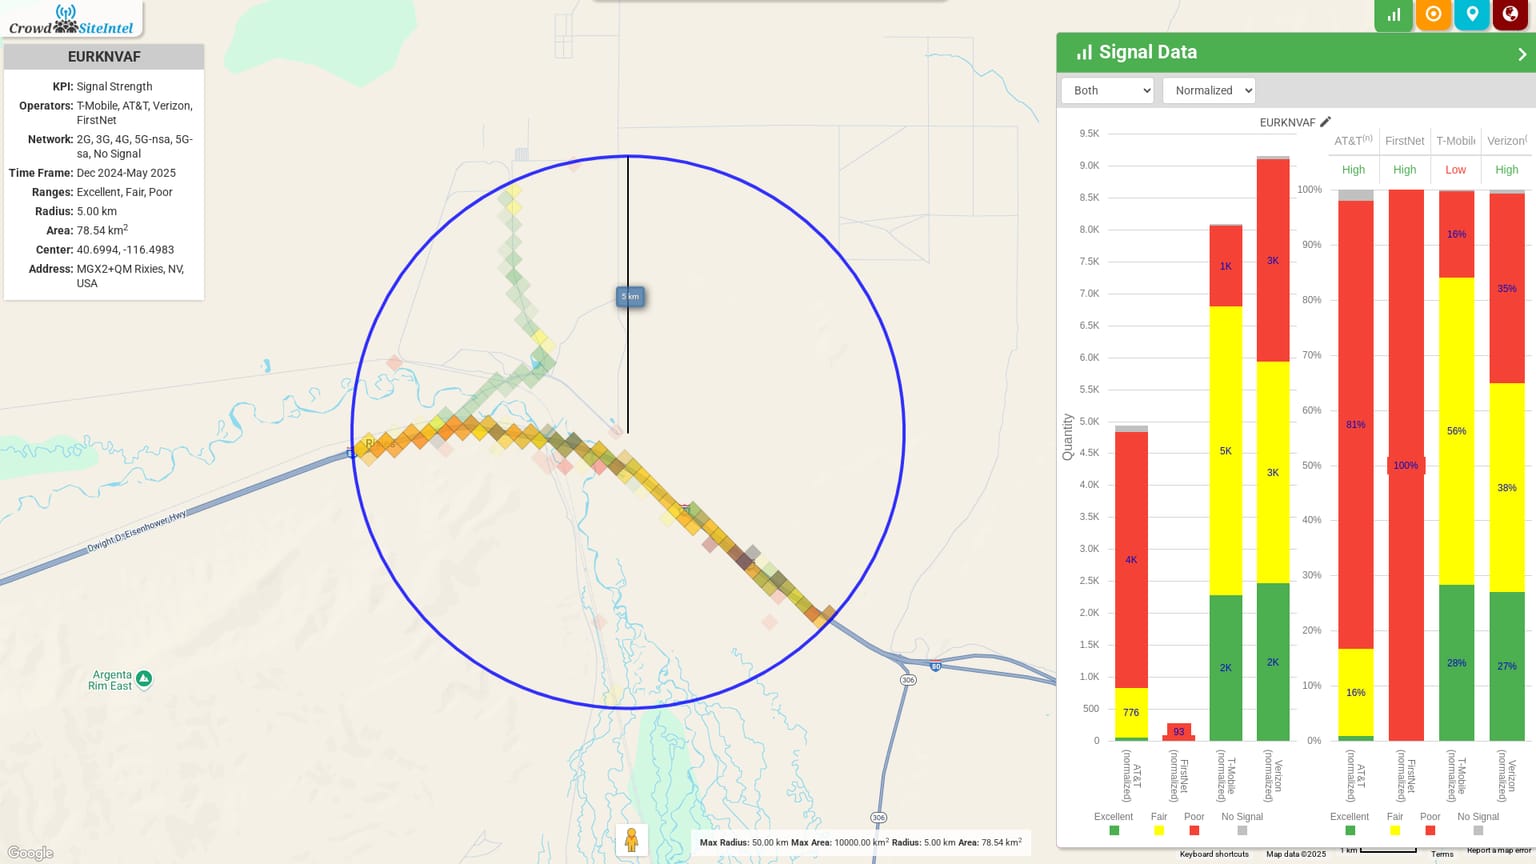 Crowd SiteIntel
EURKNVAF
KPI: Signal Strength
Operators: T-Mobile, AT&T, Verizon,
FirstNet
Network: 2G, 3G, 4G, 5G-nsa, 5G-
sa, No Signal
Time Frame: Dec 2024-May 2025
Ranges: Excellent, Fair, Poor
Radius: 5.00 km
Area: 78.54 km2
Center: 40.6994, -116.4983
Address: MGX2+QM Rixies, NV,
USA
5 km
Dwight D. Eisenhower Hwy
Argenta
Rim East
80
306
306
Google
Max Radius: 50.00 km Max Area: 10000.00 km2 Radius: 5.00 km Area: 78.54 km2
Signal Data
Both Normalized
EURKNVAF
9.5K
9.0K
8.5K
8.0K
7.5K
7.0K
6.5K
6.0K
5.5K
5.0K
4.5K
4.0K
3.5K
3.0K
2.5K
2.0K
1.5K
1.0K
500
0
Quantity
4K
776
93
1K
5K
2K
3K
3K
2K
AT&T (normalized)
FirstNet (normalized)
T-Mobile (normalized)
Verizon (normalized)
Excellent Fair Poor No Signal
AT&T(n) FirstNet T-Mobile Verizon(
High High Low High
100%
90%
80%
70%
60%
50%
40%
30%
20%
10%
0%
81%
16%
100%
16%
56%
28%
35%
38%
27%
AT&T (normalized)
FirstNet (normalized)
T-Mobile (normalized)
Verizon (normalized)
Excellent Fair Poor No Signal
Keyboard shortcuts Map data ©2025 1 km Terms Report a map error